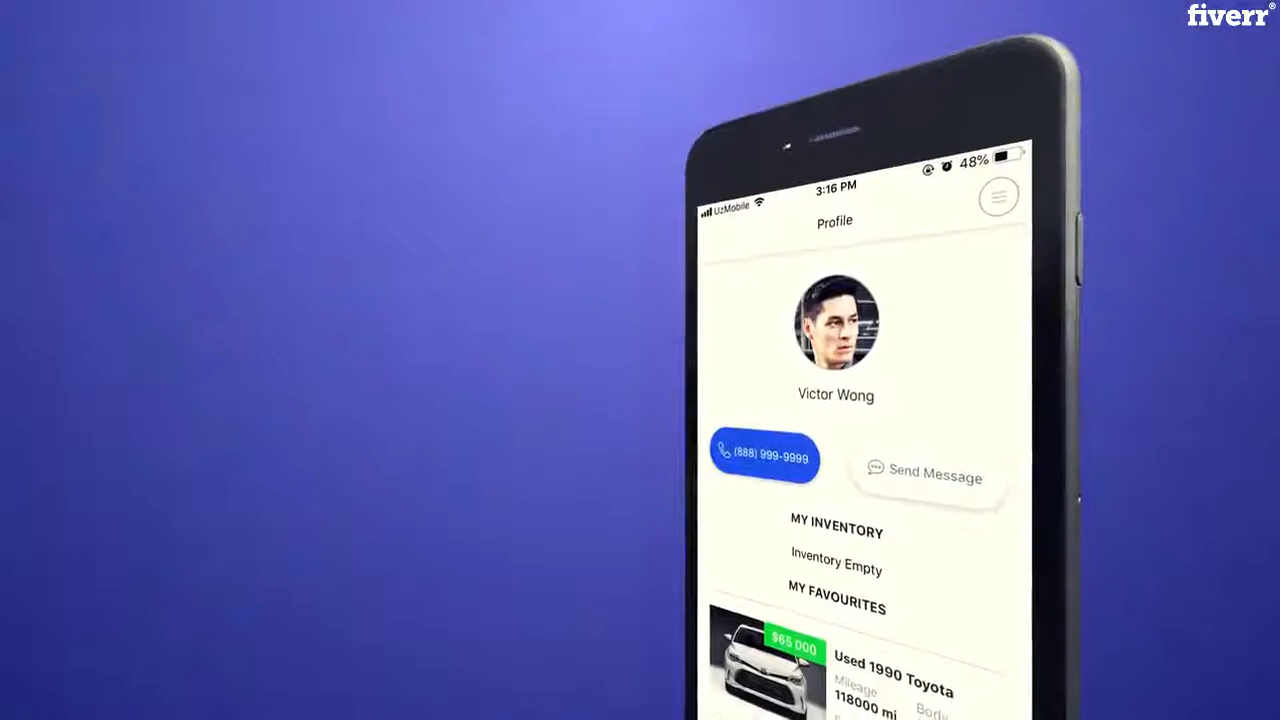 fiverr®
UzMobile
3:16 PM
48%
Profile
Victor Wong
(888) 999-9999
Send Message
MY INVENTORY
Inventory Empty
MY FAVOURITES
$65 000
Used 1990 Toyota
Mileage
118000 mi
Body